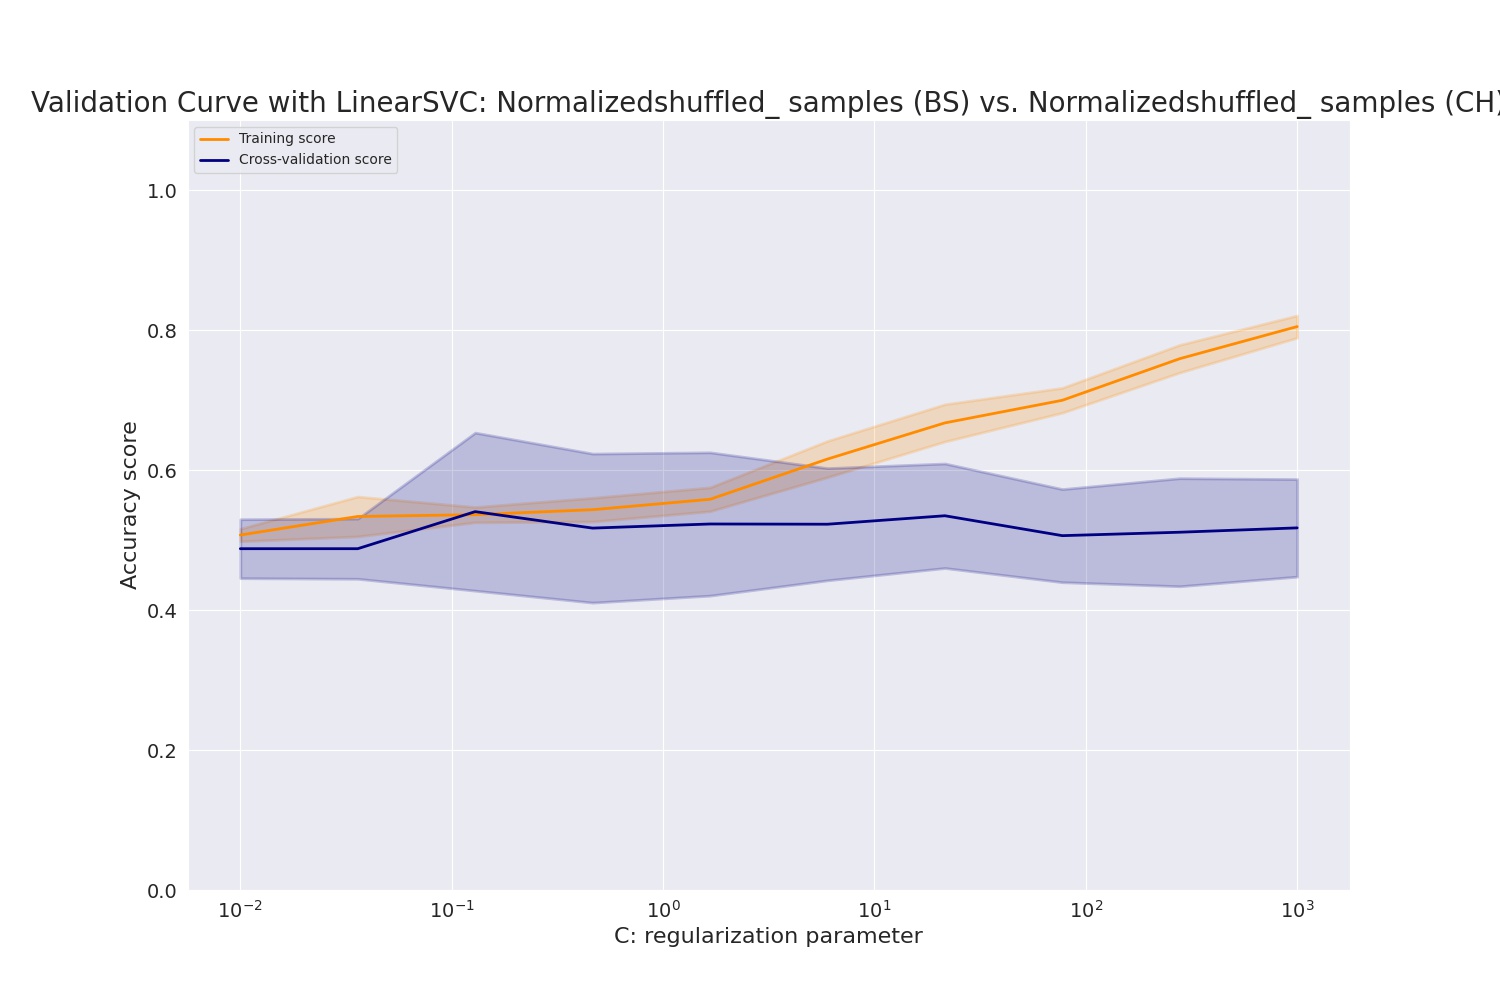 Validation Curve with LinearSVC: Normalizedshuffled_ samples (BS) vs. Normalizedshuffled_ samples (CH)
Training score
Cross-validation score
1.0
0.8
0.6
0.4
0.2
0.0
Accuracy score
10⁻² 10⁻¹ 10⁰ 10¹ 10² 10³
C: regularization parameter